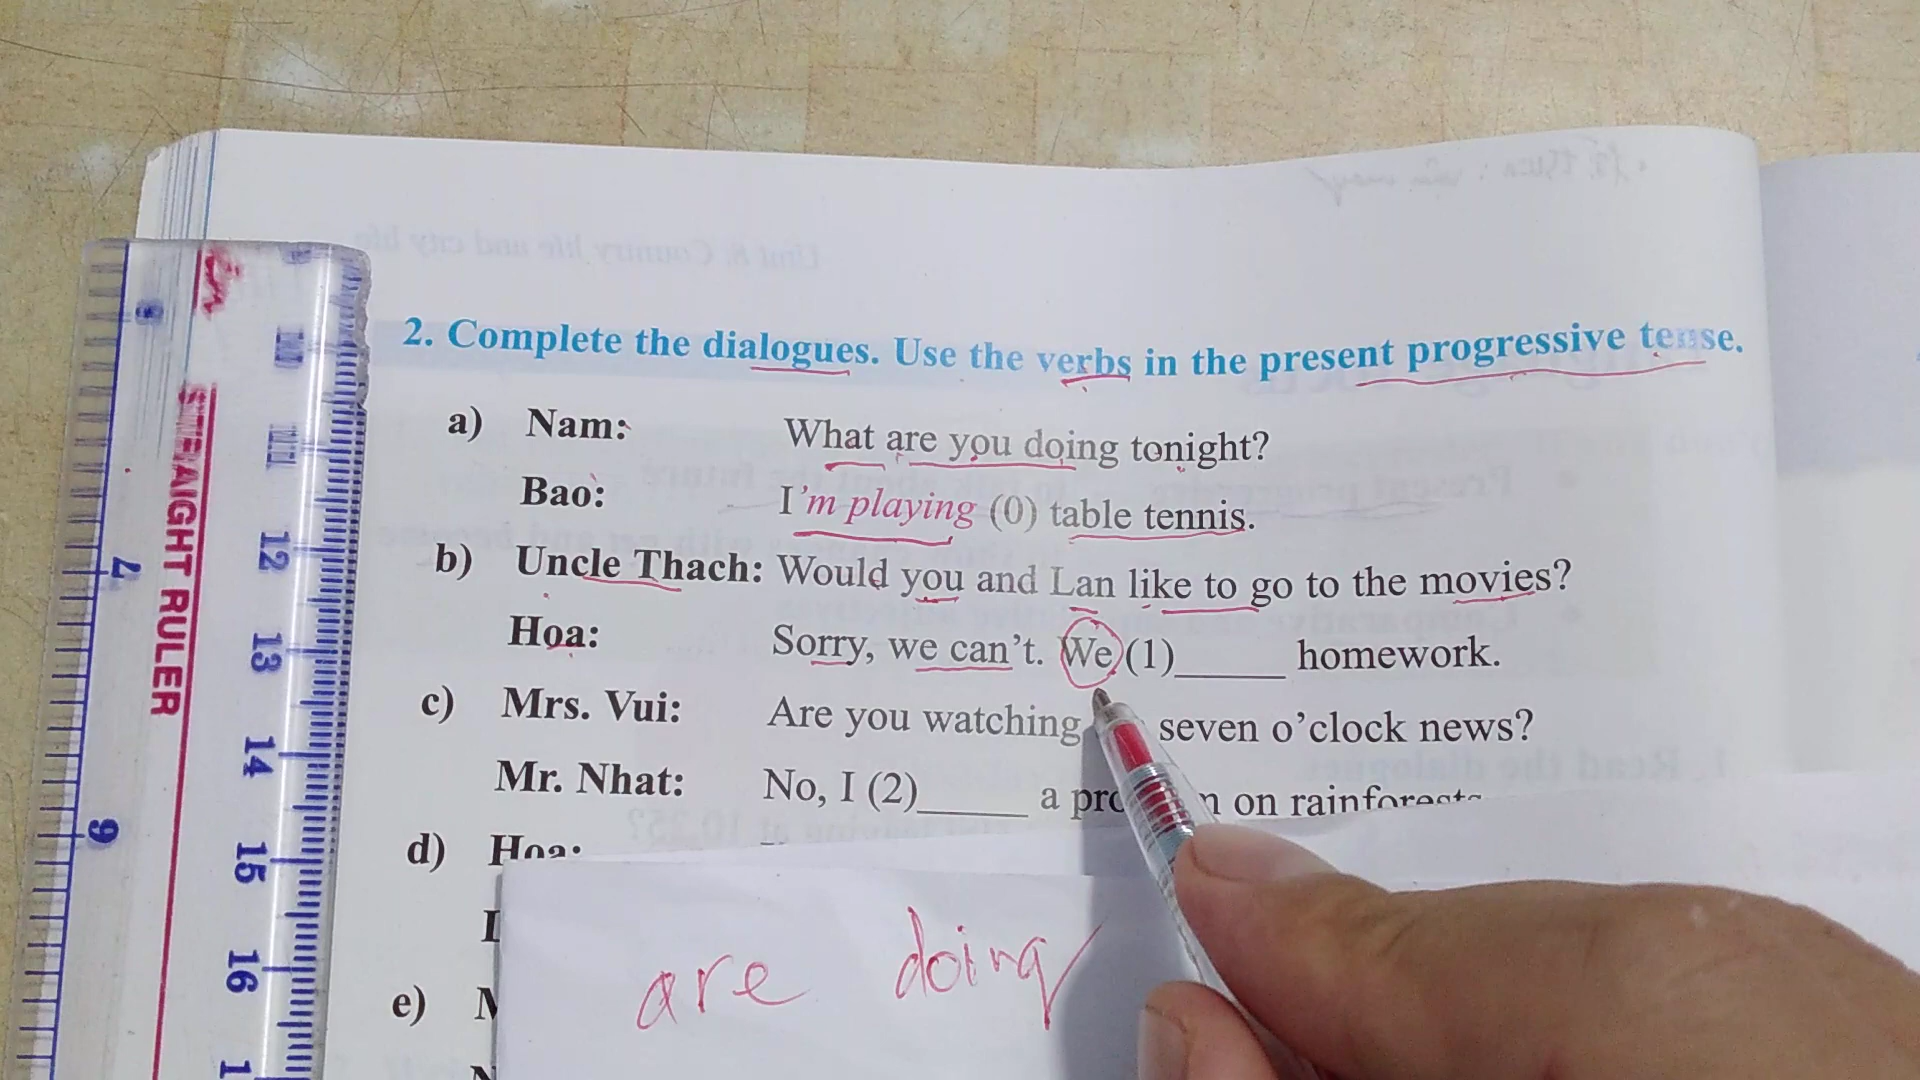 2. Complete the dialogues. Use the verbs in the present progressive tense.
a) Nam: What are you doing tonight?
Bao: I'm playing (0) table tennis.
b) Uncle Thach: Would you and Lan like to go to the movies?
Hoa: Sorry, we can't. We (1)_____ homework.
c) Mrs. Vui: Are you watching seven o'clock news?
Mr. Nhat: No, I (2)_____ a on rainforests
d) Hoa:
e)
are doing
STRAIGHT RULER
12
13
14
15
16